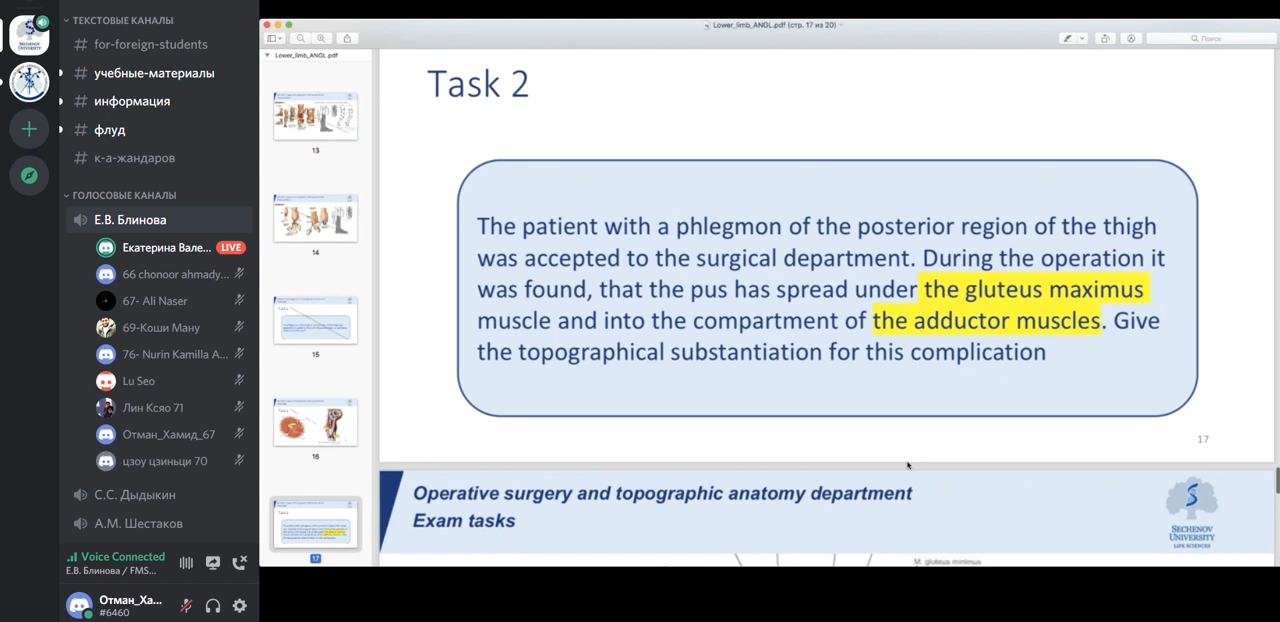 ТЕКСТОВЫЕ КАНАЛЫ
# for-foreign-students
# учебные-материалы
# информация
# флуд
# к-а-жандаров
ГОЛОСОВЫЕ КАНАЛЫ
Е.В. Блинова
Екатерина Вале... LIVE
66 chonoor ahmady...
67- Ali Naser
69-Коши Ману
76- Nurin Kamilla A...
Lu Seo
Лин Ксяо 71
Отман_Хамид_67
цзоу цзиньци 70
С.С. Дыдыкин
А.М. Шестаков
Voice Connected
Е.В. Блинова / FMS...
Отман_Ха...
#6460
Lower_limb_ANGL.pdf (стр. 17 из 20)
Поиск
Lower_limb_ANGL.pdf
13
14
15
16
17
Task 2
The patient with a phlegmon of the posterior region of the thigh
was accepted to the surgical department. During the operation it
was found, that the pus has spread under the gluteus maximus
muscle and into the compartment of the adductor muscles. Give
the topographical substantiation for this complication
17
Operative surgery and topographic anatomy department
Exam tasks
SECHENOV
UNIVERSITY
LIFE SCIENCES
M. gluteus minimus